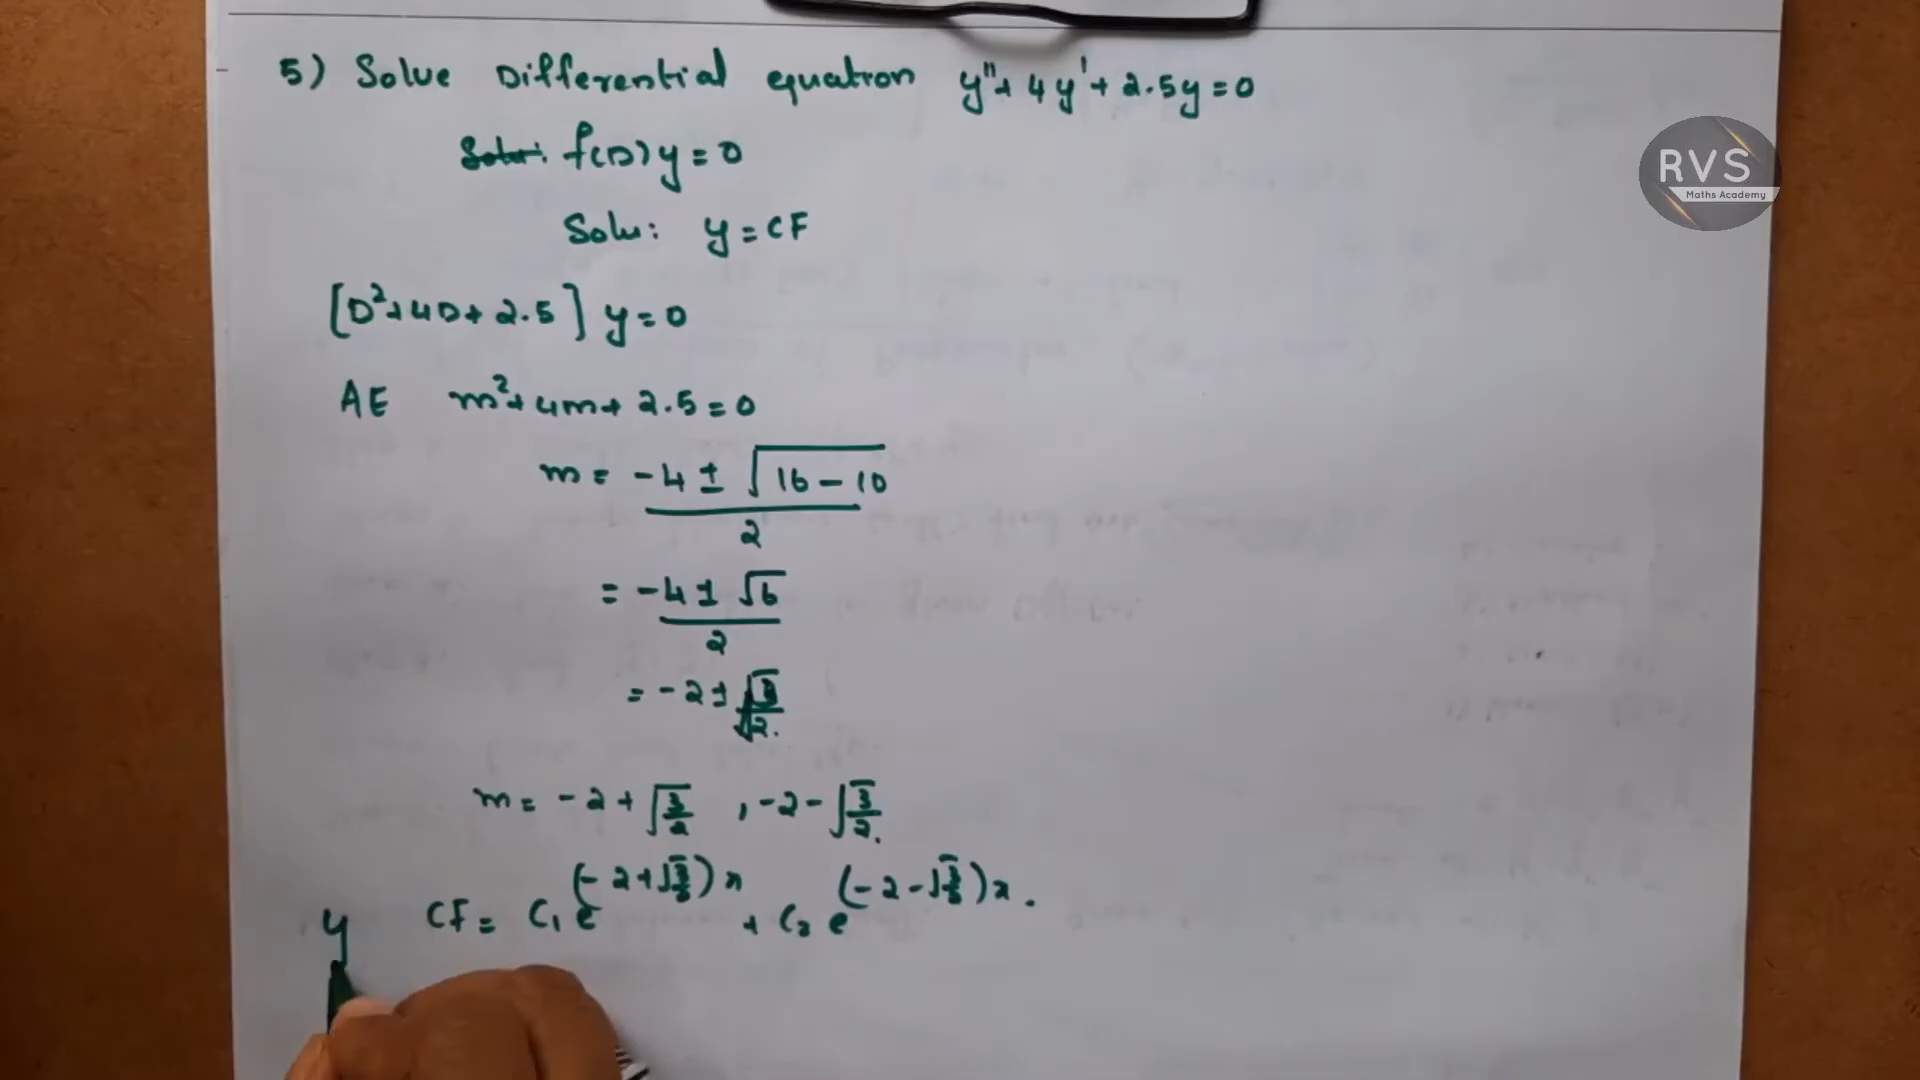 5) Solve Differential equation y'' + 4y' + 2.5y = 0
Solu: f(D)y = 0
Solu: y = CF
[D² + 4D + 2.5] y = 0
AE m² + 4m + 2.5 = 0
m = -4 ± √16 - 10
2
= -4 ± √6
2
= -2 ± √3
√2.
m = -2 + √3/2 , -2 - √3/2.
CF = C₁ e^(-2+√3/2)x + C₂ e^(-2-√3/2)x.
y
RVS
Maths Academy